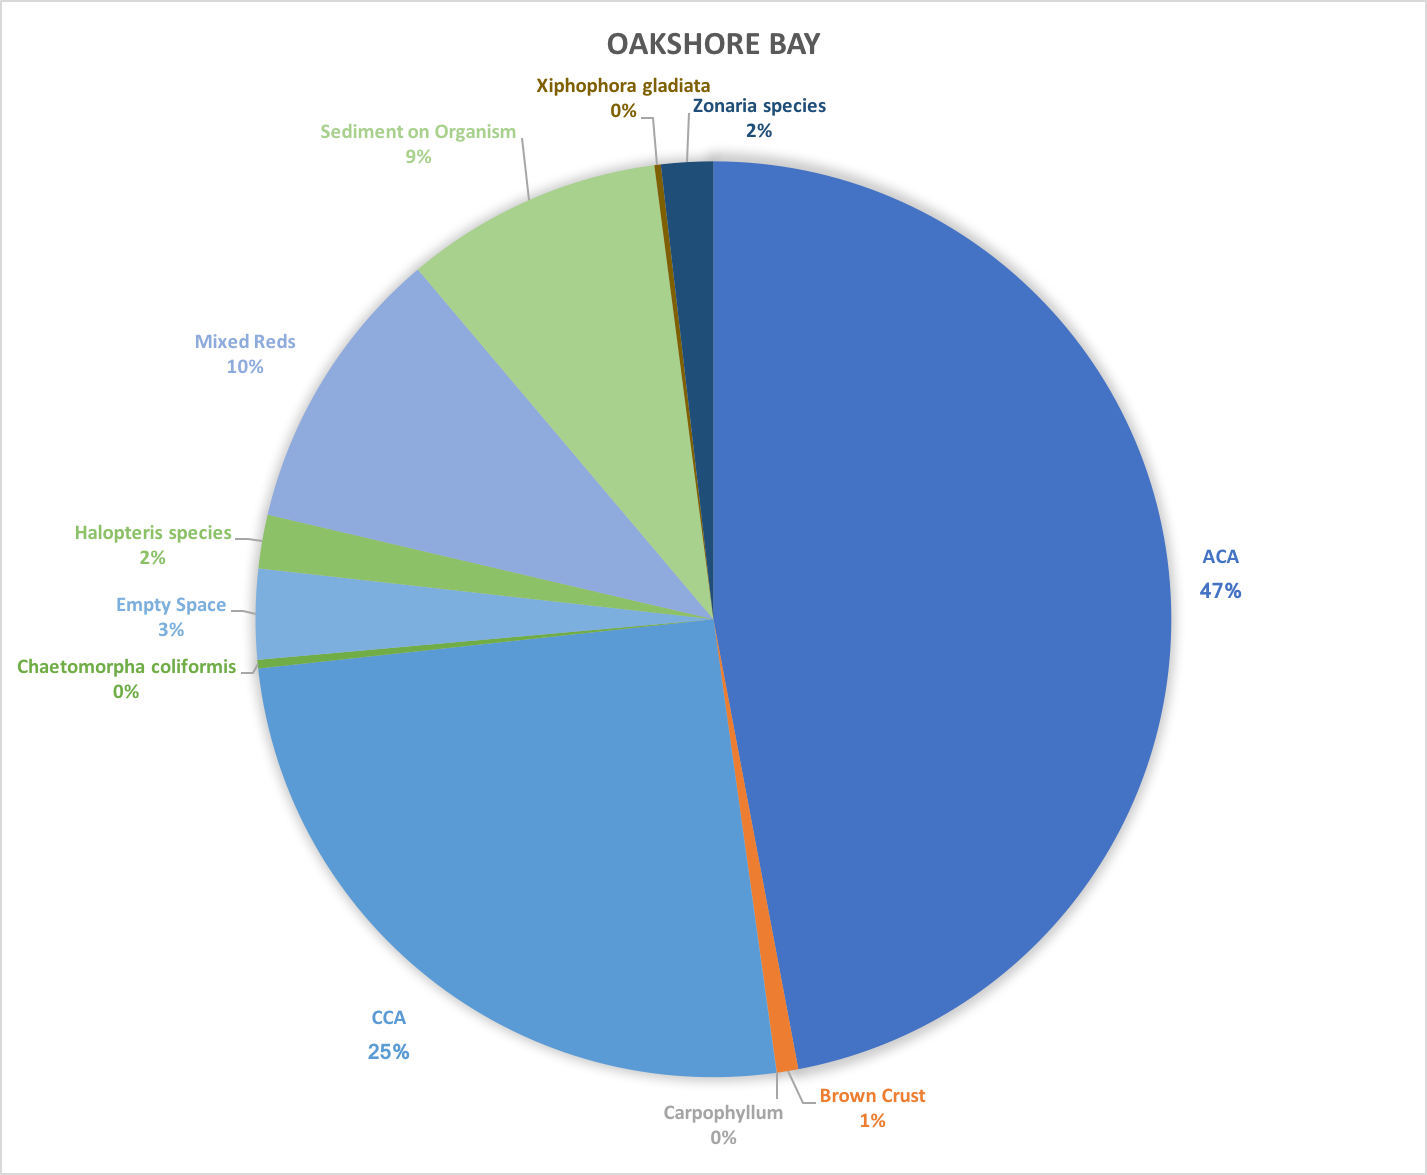 OAKSHORE BAY
Xiphophora gladiata
0%
Zonaria species
2%
Sediment on Organism
9%
Mixed Reds
10%
Halopteris species
2%
ACA
47%
Empty Space
3%
Chaetomorpha coliformis
0%
CCA
25%
Brown Crust
1%
Carpophyllum
0%